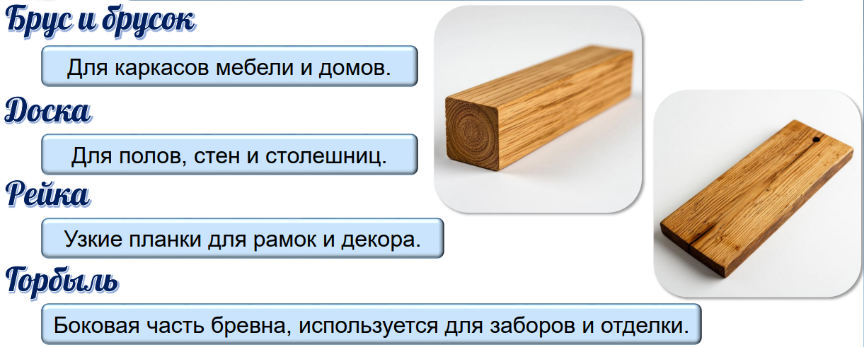 Брус и брусок
Для каркасов мебели и домов.
Доска
Для полов, стен и столешниц.
Рейка
Узкие планки для рамок и декора.
Горбыль
Боковая часть бревна, используется для заборов и отделки.